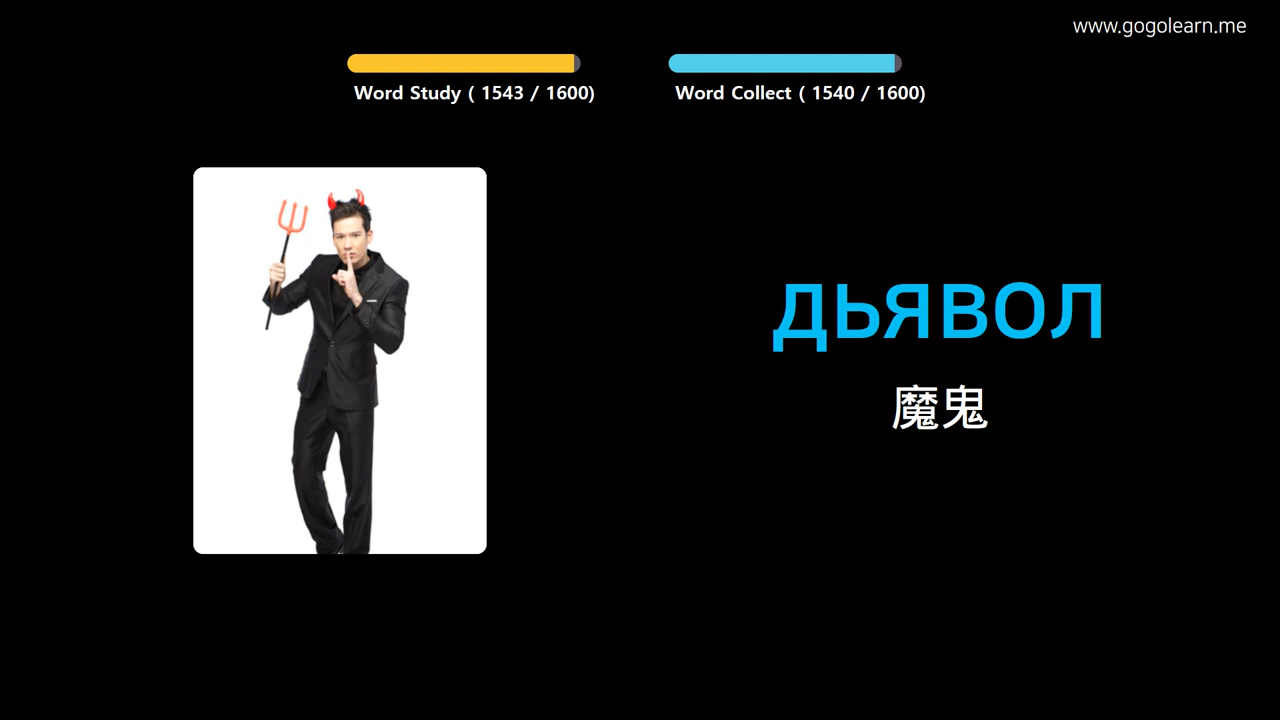 www.gogolearn.me
Word Study ( 1543 / 1600)
Word Collect ( 1540 / 1600)
дьявол
魔鬼